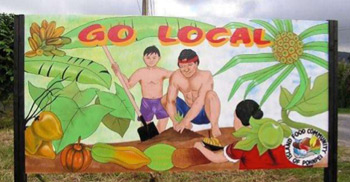 GO LOCAL
ISLAND FOOD COMMUNITY
OF POHNPEI